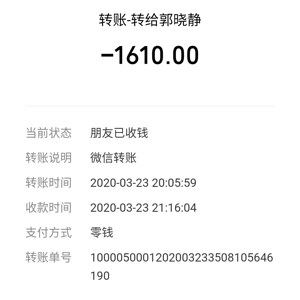 转账-转给郭晓静
-1610.00
当前状态 朋友已收钱
转账说明 微信转账
转账时间 2020-03-23 20:05:59
收款时间 2020-03-23 21:16:04
支付方式 零钱
转账单号 1000050001202003233508105646
190